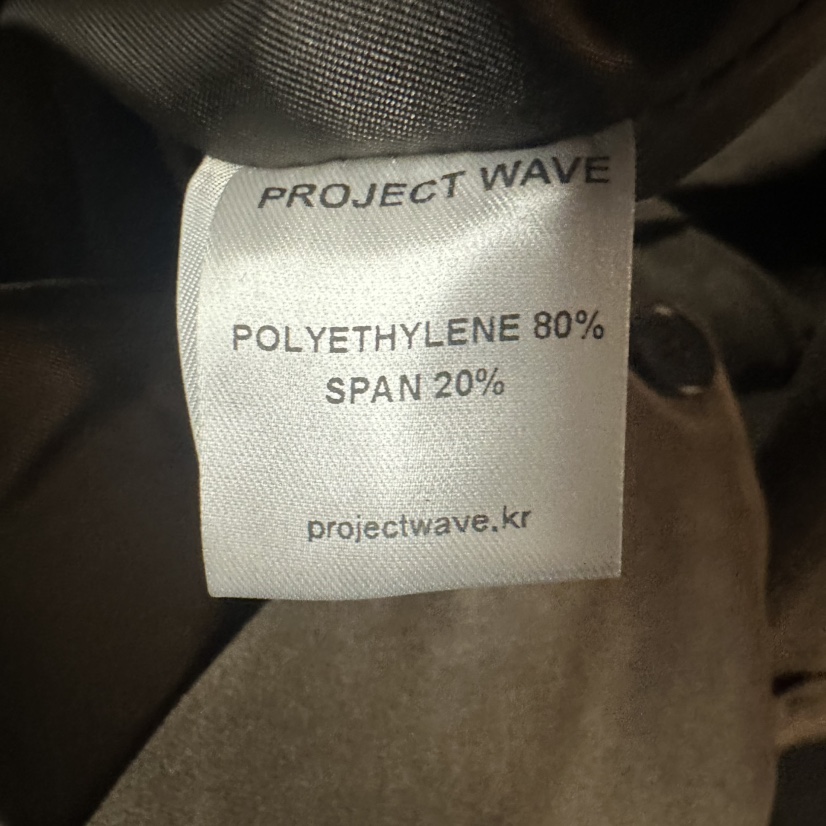 PROJECT WAVE
POLYETHYLENE 80%
SPAN 20%
projectwave.kr